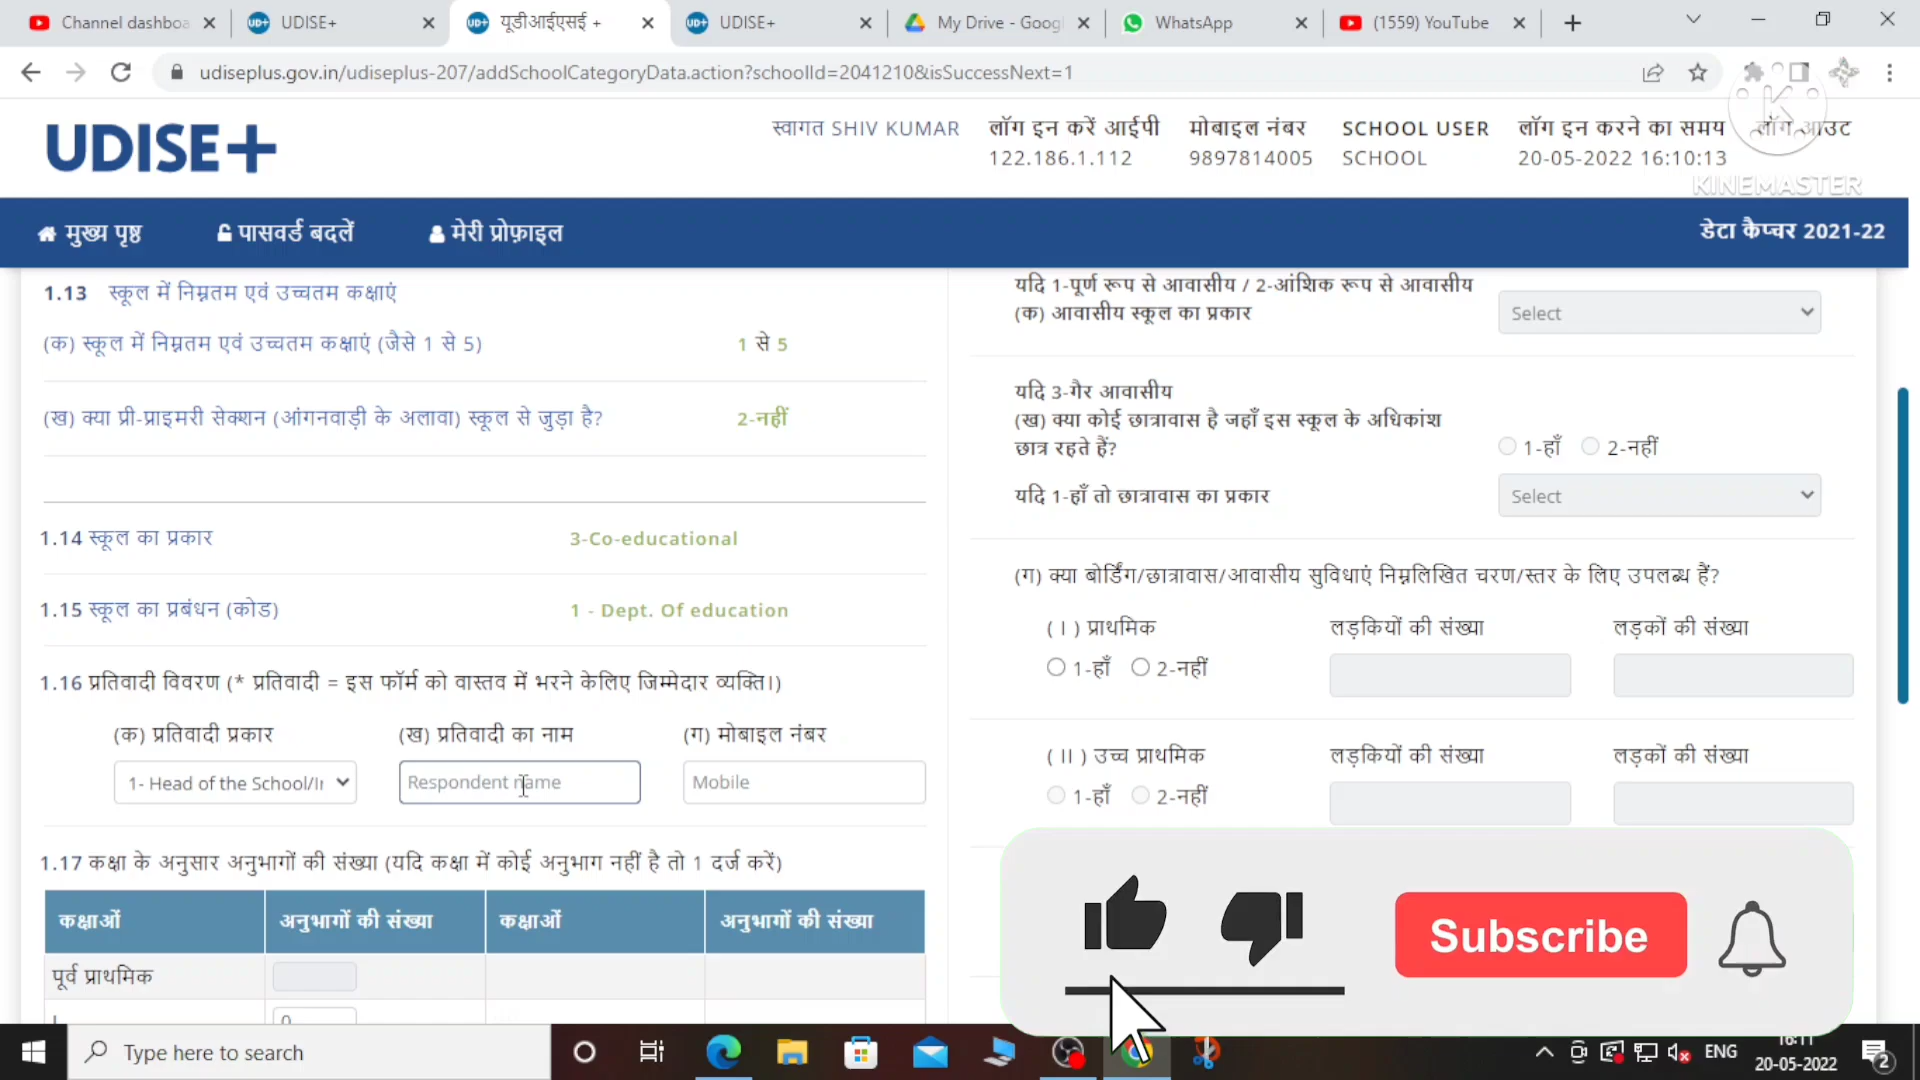 Channel dashboa
UDISE+
यूडीआईएसई +
UDISE+
My Drive - Goog
WhatsApp
(1559) YouTube
udiseplus.gov.in/udiseplus-207/addSchoolCategoryData.action?schoolId=2041210&isSuccessNext=1
UDISE+
स्वागत SHIV KUMAR
लॉग इन करें आईपी
122.186.1.112
मोबाइल नंबर
9897814005
SCHOOL USER
SCHOOL
लॉग इन करने का समय
20-05-2022 16:10:13
लॉग आउट
K
KINEMASTER
मुख्य पृष्ठ
पासवर्ड बदलें
मेरी प्रोफ़ाइल
डेटा कैप्चर 2021-22
1.13 स्कूल में निम्नतम एवं उच्चतम कक्षाएं
(क) स्कूल में निम्नतम एवं उच्चतम कक्षाएं (जैसे 1 से 5)
1 से 5
(ख) क्या प्री-प्राइमरी सेक्शन (आंगनवाड़ी के अलावा) स्कूल से जुड़ा है?
2-नहीं
1.14 स्कूल का प्रकार
3-Co-educational
1.15 स्कूल का प्रबंधन (कोड)
1 - Dept. Of education
1.16 प्रतिवादी विवरण (* प्रतिवादी = इस फॉर्म को वास्तव में भरने केलिए जिम्मेदार व्यक्ति।)
(क) प्रतिवादी प्रकार
(ख) प्रतिवादी का नाम
(ग) मोबाइल नंबर
1- Head of the School/Ir
Respondent name
Mobile
1.17 कक्षा के अनुसार अनुभागों की संख्या (यदि कक्षा में कोई अनुभाग नहीं है तो 1 दर्ज करें)
कक्षाओं
अनुभागों की संख्या
कक्षाओं
अनुभागों की संख्या
पूर्व प्राथमिक
I
0
यदि 1-पूर्ण रूप से आवासीय / 2-आंशिक रूप से आवासीय
(क) आवासीय स्कूल का प्रकार
Select
यदि 3-गैर आवासीय
(ख) क्या कोई छात्रावास है जहाँ इस स्कूल के अधिकांश
छात्र रहते हैं?
1-हाँ
2-नहीं
यदि 1-हाँ तो छात्रावास का प्रकार
Select
(ग) क्या बोर्डिंग/छात्रावास/आवासीय सुविधाएं निम्नलिखित चरण/स्तर के लिए उपलब्ध हैं?
( I ) प्राथमिक
लड़कियों की संख्या
लड़कों की संख्या
1-हाँ
2-नहीं
( II ) उच्च प्राथमिक
लड़कियों की संख्या
लड़कों की संख्या
1-हाँ
2-नहीं
Subscribe
Type here to search
ENG
16:11
20-05-2022
2